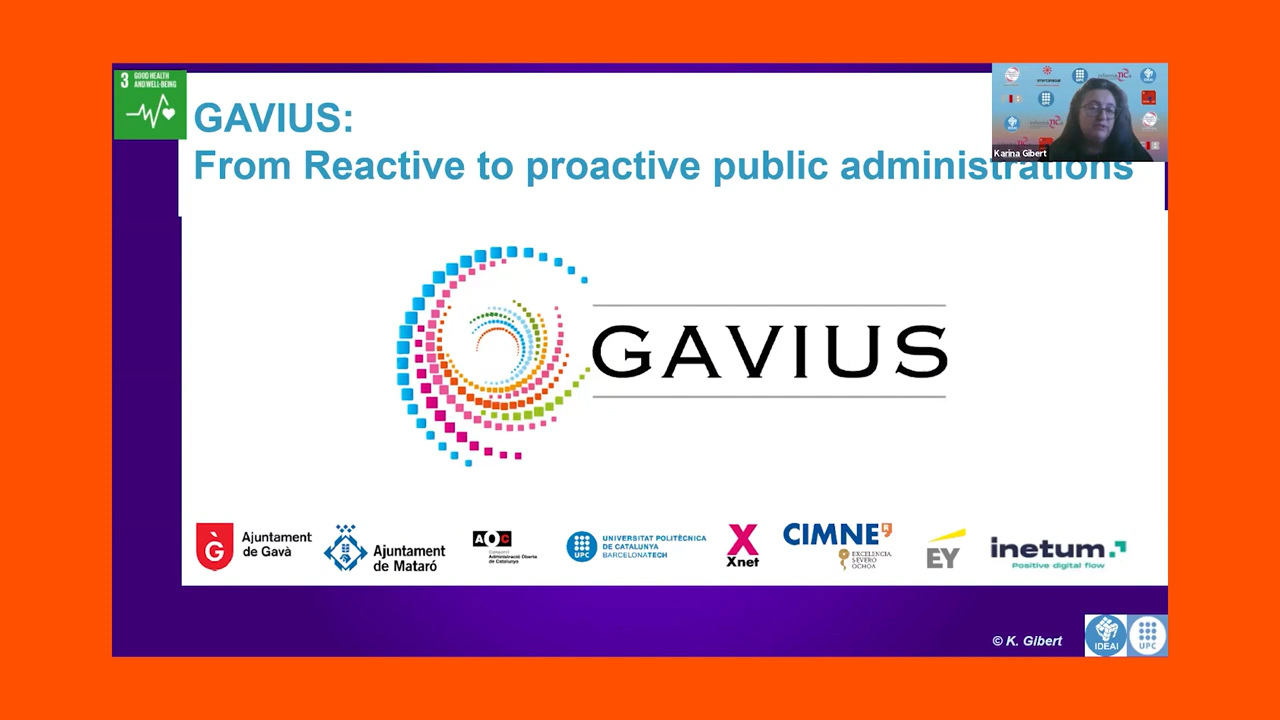 3 GOOD HEALTH
AND WELL-BEING
GAVIUS:
From Reactive to proactive public administrations
Karina Gibert
GAVIUS
Ajuntament
de Gavà
Ajuntament
de Mataró
AOC
Consorci
Administració Oberta
de Catalunya
UPC
UNIVERSITAT POLITÈCNICA
DE CATALUNYA
BARCELONATECH
X
Xnet
CIMNE
EXCELENCIA
SEVERO
OCHOA
EY
inetum.
Positive digital flow
© K. Gibert
IDEAI
UPC